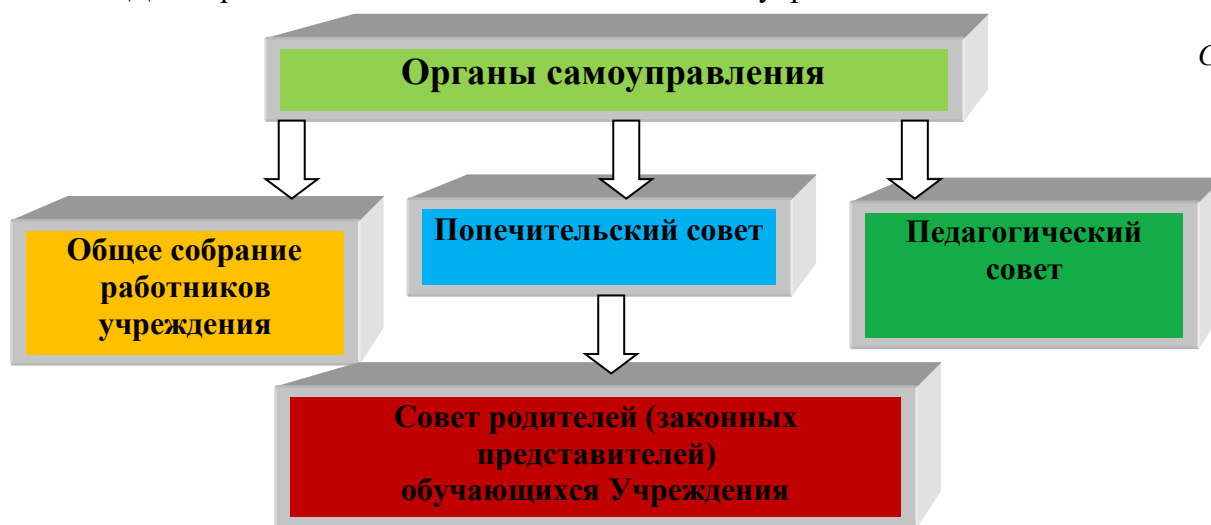 Органы самоуправления
Общее собрание
работников
учреждения
Попечительский совет
Педагогический
совет
Совет родителей (законных
представителей)
обучающихся Учреждения